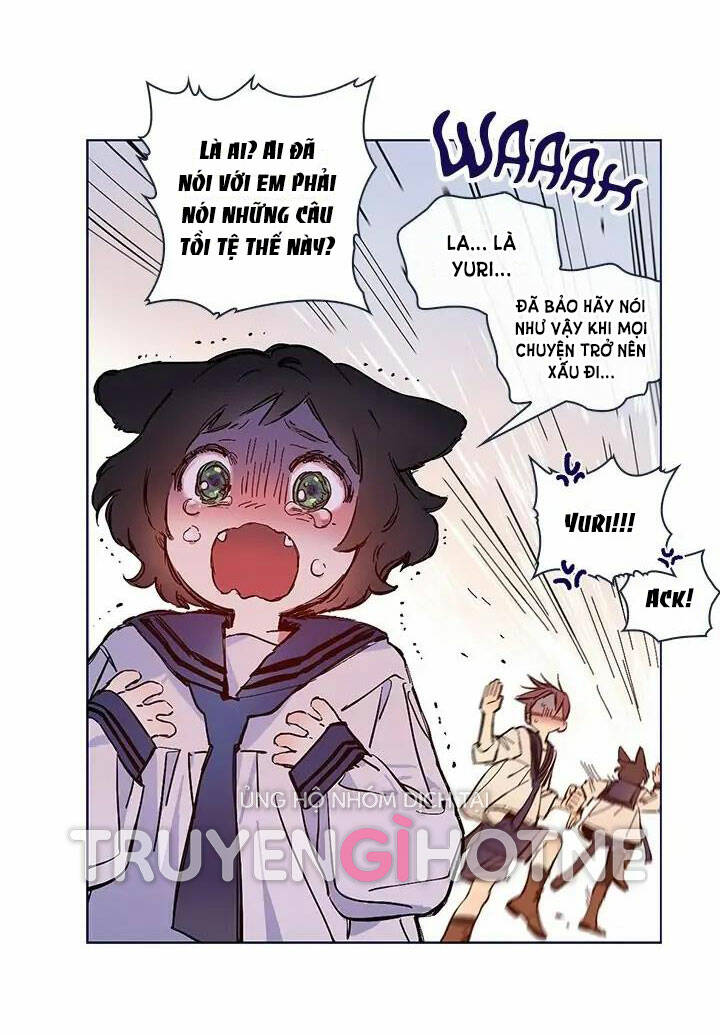 LÀ AI? AI ĐÃ
NÓI VỚI EM PHẢI
NÓI NHỮNG CÂU
TỒI TỆ THẾ NÀY?
WAAAH
LA... LÀ
YURI...
ĐÃ BẢO HÃY NÓI
NHƯ VẬY KHI MỌI
CHUYỆN TRỞ NÊN
XẤU ĐI...
YURI!!!
ACK!
ỦNG HỘ NHÓM DỊCH TẠI
TRUYENGÌHOTNE